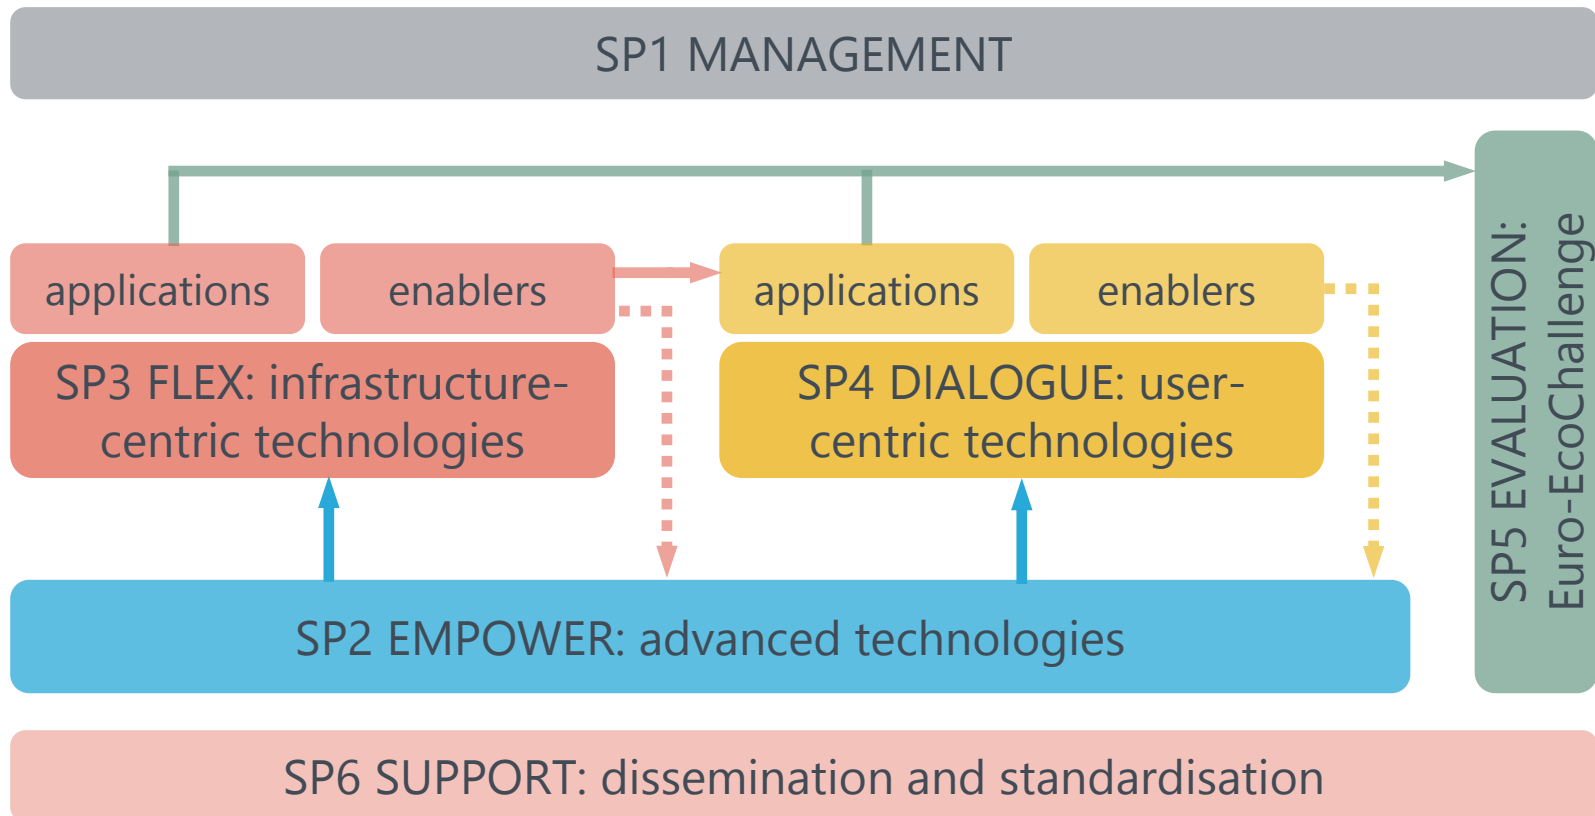 SP1 MANAGEMENT
applications
enablers
applications
enablers
SP3 FLEX: infrastructure-
centric technologies
SP4 DIALOGUE: user-
centric technologies
SP5 EVALUATION:
Euro-EcoChallenge
SP2 EMPOWER: advanced technologies
SP6 SUPPORT: dissemination and standardisation